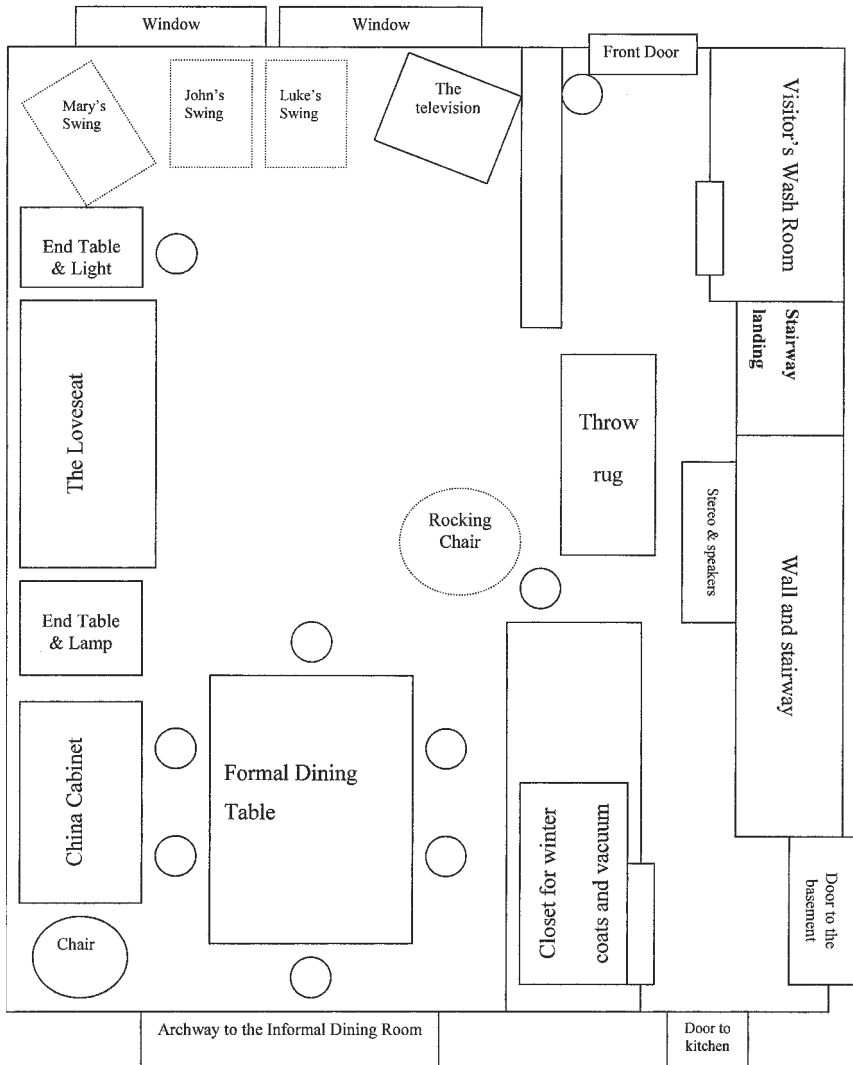 Window
Window
Front Door
Mary's
Swing
John's
Swing
Luke's
Swing
The
television
Visitor's Wash Room
End Table
& Light
Stairway
landing
The Loveseat
Throw
rug
Rocking
Chair
Stereo & speakers
Wall and stairway
End Table
& Lamp
China Cabinet
Formal Dining
Table
Closet for winter
coats and vacuum
Door to the
basement
Chair
Archway to the Informal Dining Room
Door to
kitchen